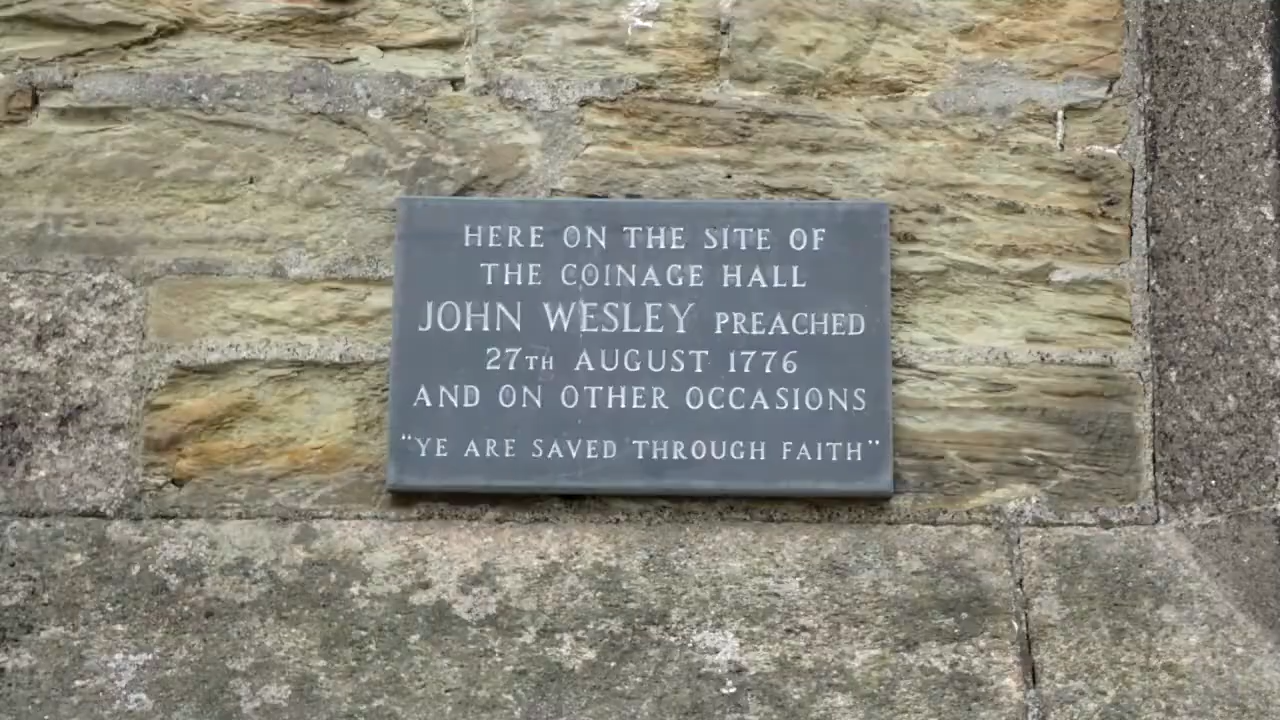 HERE ON THE SITE OF
THE COINAGE HALL
JOHN WESLEY PREACHED
27TH AUGUST 1776
AND ON OTHER OCCASIONS
"YE ARE SAVED THROUGH FAITH"